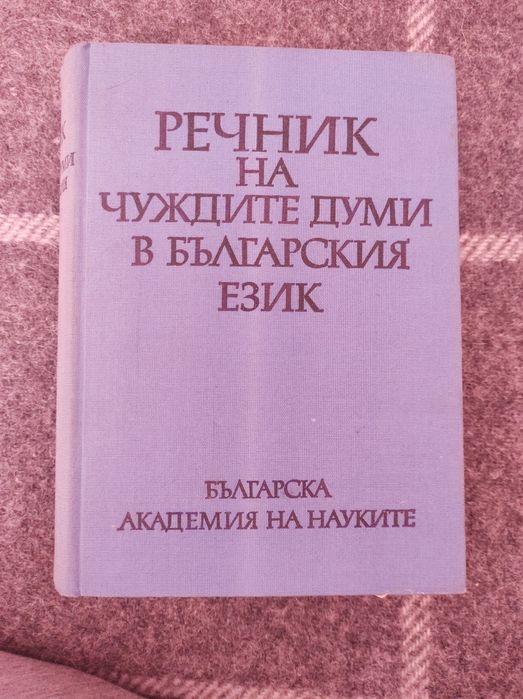 РЕЧНИК
НА
ЧУЖДИТЕ ДУМИ
В БЪЛГАРСКИЯ
ЕЗИК
БЪЛГАРСКА
АКАДЕМИЯ НА НАУКИТЕ